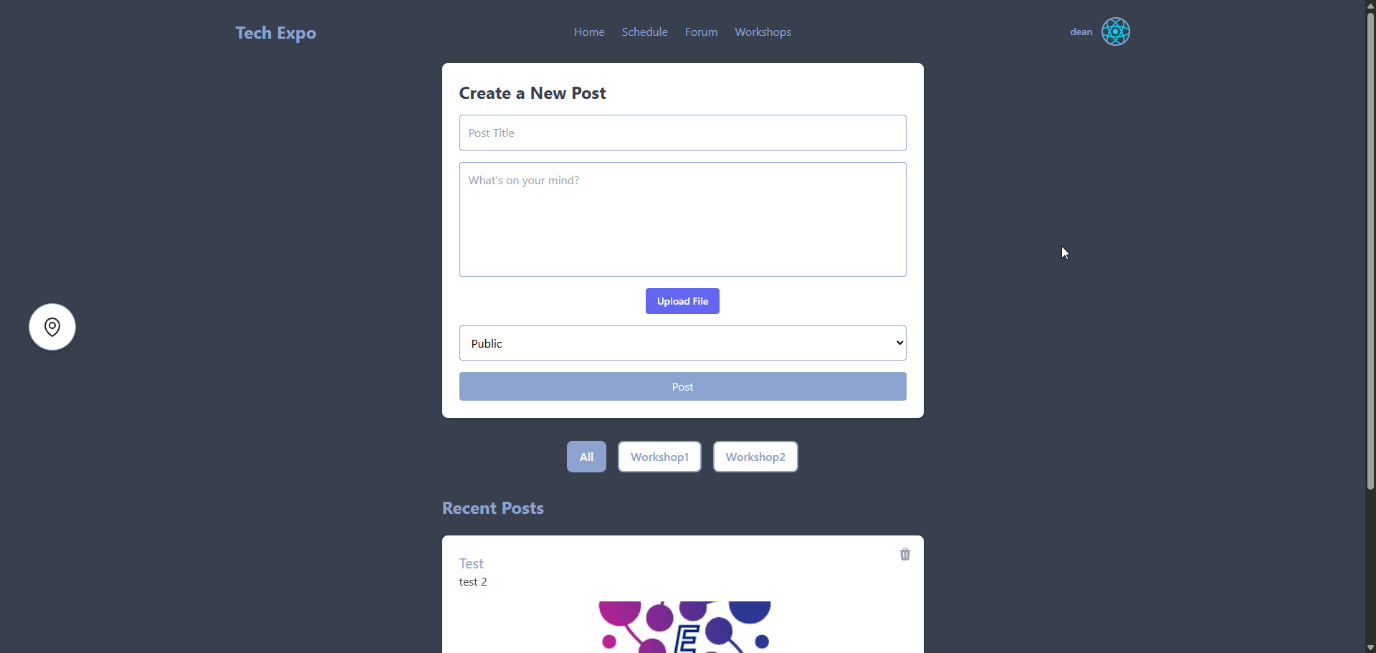 Tech Expo
Home Schedule Forum Workshops
dean
Create a New Post
Post Title
What's on your mind?
Upload File
Public
Post
All Workshop1 Workshop2
Recent Posts
Test
test 2
E